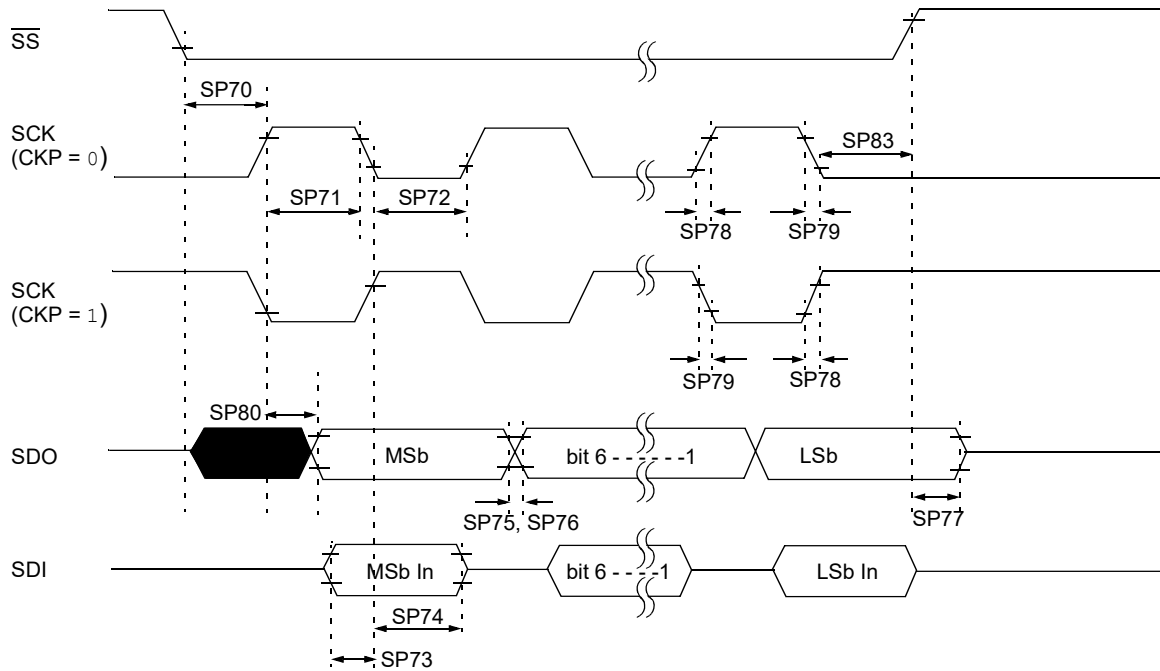 SS
SP70
SCK
(CKP = 0)
SP83
SP71
SP72
SP78
SP79
SCK
(CKP = 1)
SP79
SP78
SP80
SDO
MSb
bit 6 - - - - - -1
LSb
SP75, SP76
SP77
SDI
MSb In
bit 6 - - - -1
LSb In
SP74
SP73